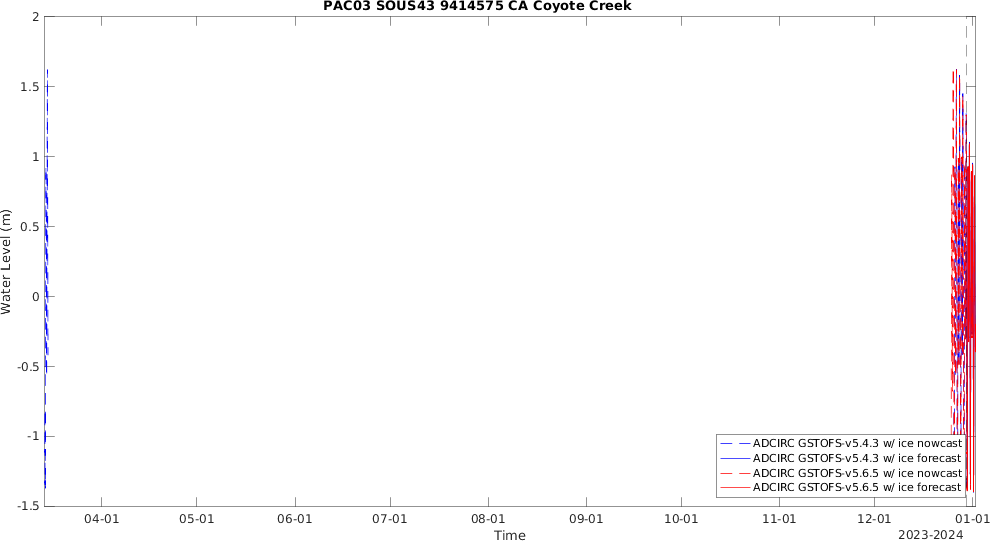 PAC03 SOUS43 9414575 CA Coyote Creek
Water Level (m)
2
1.5
1
0.5
0
-0.5
-1
-1.5
ADCIRC GSTOFS-v5.4.3 w/ ice nowcast
ADCIRC GSTOFS-v5.4.3 w/ ice forecast
ADCIRC GSTOFS-v5.6.5 w/ ice nowcast
ADCIRC GSTOFS-v5.6.5 w/ ice forecast
04-01 05-01 06-01 07-01 08-01 09-01 10-01 11-01 12-01 01-01
Time
2023-2024